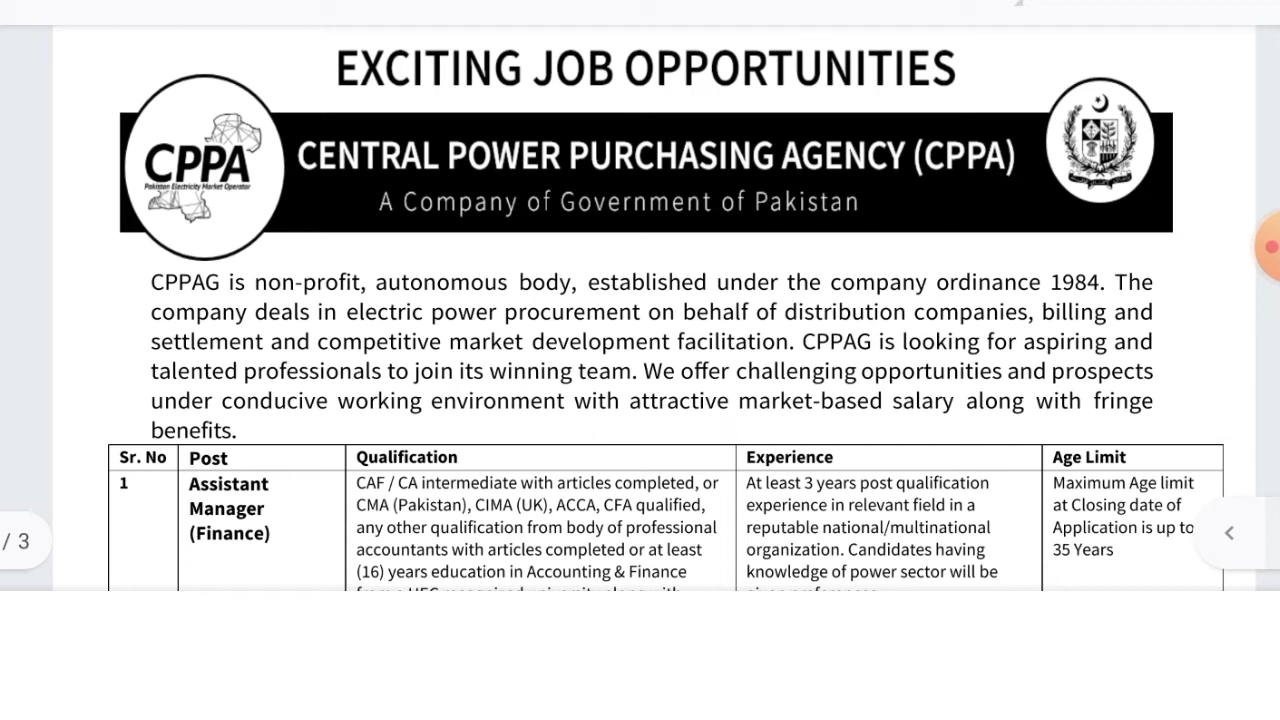 EXCITING JOB OPPORTUNITIES
CPPA
Pakistan Electricity Market Operator
CENTRAL POWER PURCHASING AGENCY (CPPA)
A Company of Government of Pakistan
CPPAG is non-profit, autonomous body, established under the company ordinance 1984. The
company deals in electric power procurement on behalf of distribution companies, billing and
settlement and competitive market development facilitation. CPPAG is looking for aspiring and
talented professionals to join its winning team. We offer challenging opportunities and prospects
under conducive working environment with attractive market-based salary along with fringe
benefits.
Sr. No Post Qualification Experience Age Limit
1
Assistant
Manager
(Finance)
CAF / CA intermediate with articles completed, or
CMA (Pakistan), CIMA (UK), ACCA, CFA qualified,
any other qualification from body of professional
accountants with articles completed or at least
(16) years education in Accounting & Finance
At least 3 years post qualification
experience in relevant field in a
reputable national/multinational
organization. Candidates having
knowledge of power sector will be
Maximum Age limit
at Closing date of
Application is up to
35 Years
/ 3